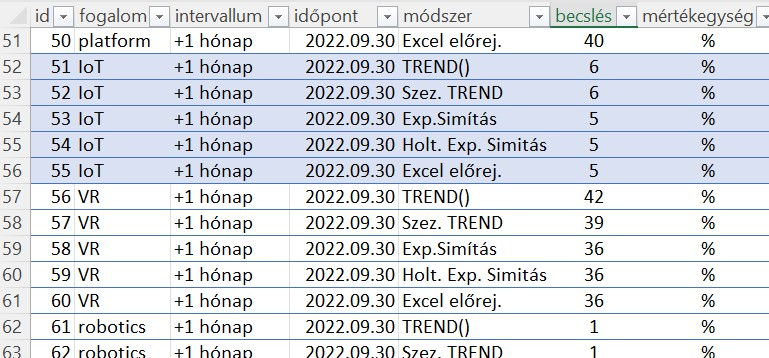 id fogalom intervallum időpont módszer becslés mértékegység
51 50 platform +1 hónap 2022.09.30 Excel előrej. 40 %
52 51 IoT +1 hónap 2022.09.30 TREND() 6 %
53 52 IoT +1 hónap 2022.09.30 Szez. TREND 6 %
54 53 IoT +1 hónap 2022.09.30 Exp.Simítás 5 %
55 54 IoT +1 hónap 2022.09.30 Holt. Exp. Simitás 5 %
56 55 IoT +1 hónap 2022.09.30 Excel előrej. 5 %
57 56 VR +1 hónap 2022.09.30 TREND() 42 %
58 57 VR +1 hónap 2022.09.30 Szez. TREND 39 %
59 58 VR +1 hónap 2022.09.30 Exp.Simítás 36 %
60 59 VR +1 hónap 2022.09.30 Holt. Exp. Simitás 36 %
61 60 VR +1 hónap 2022.09.30 Excel előrej. 36 %
62 61 robotics +1 hónap 2022.09.30 TREND() 1 %
63 62 robotics +1 hónap 2022.09.30 Szez. TREND 1 %